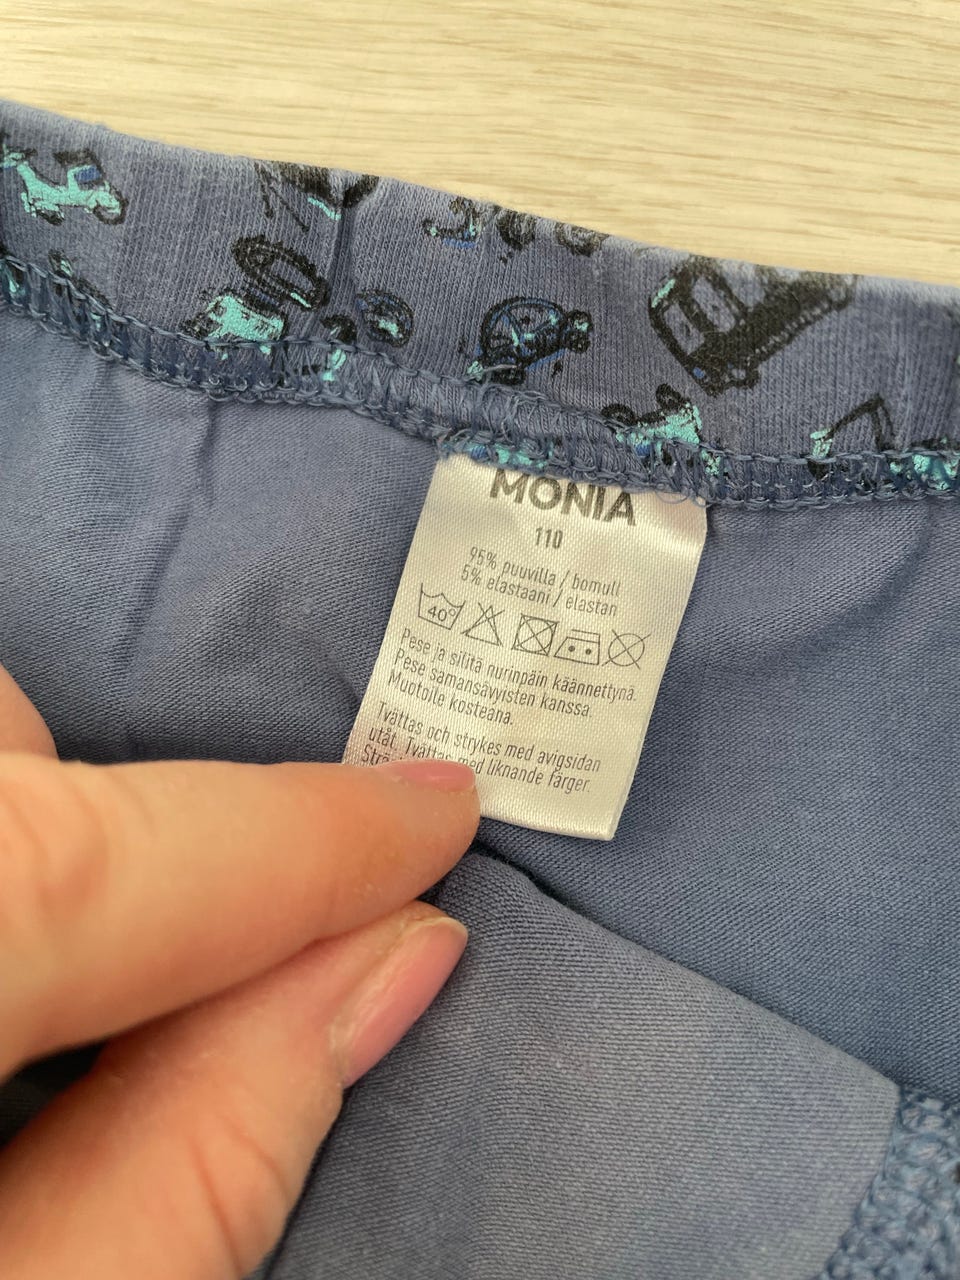 MONIA
110
95% puuvilla / bomull
5% elastaani / elastan
40°
Pese ja silitä nurinpäin käännettynä.
Pese samansävyisten kanssa.
Muotoile kosteana.
Tvättas och strykes med avigsidan
utåt. Tvättas med liknande färger.